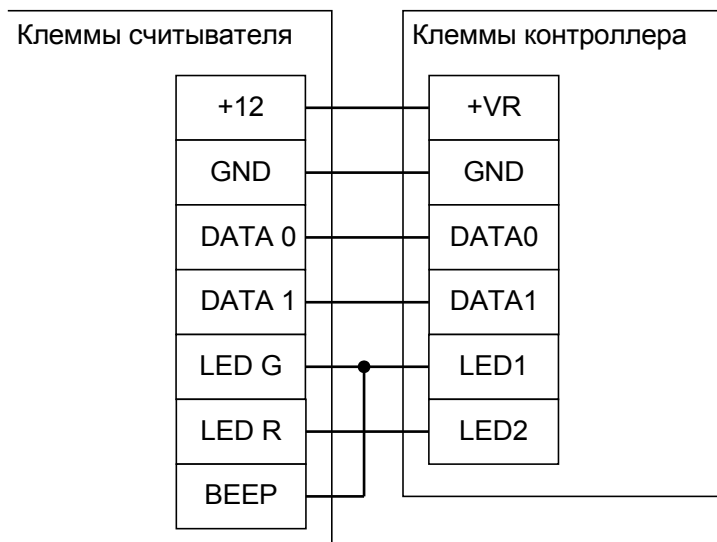 Клеммы считывателя
Клеммы контроллера
+12
+VR
GND
GND
DATA 0
DATA0
DATA 1
DATA1
LED G
LED1
LED R
LED2
BEEP